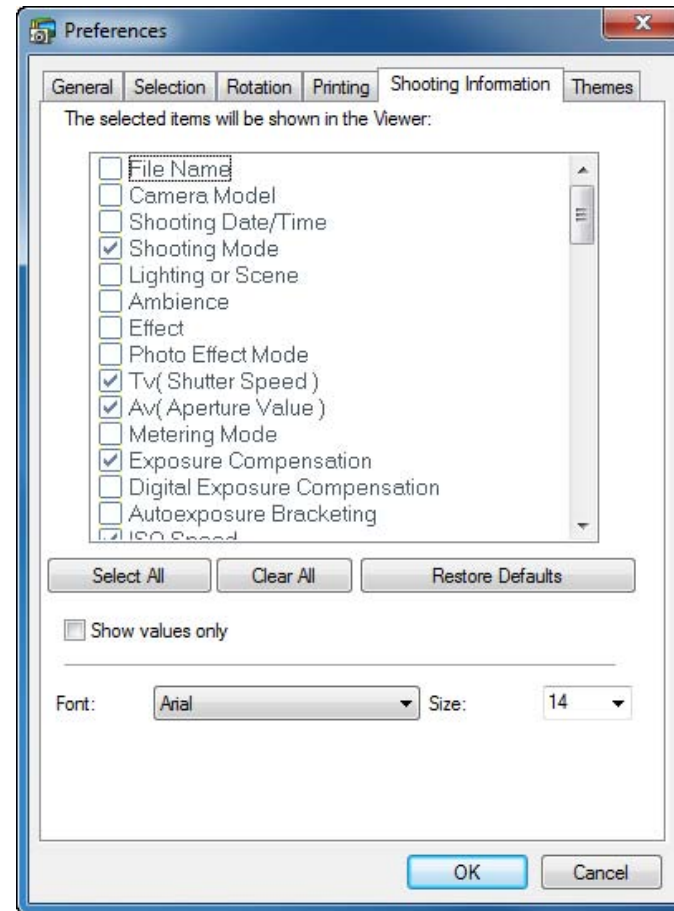 Preferences
General Selection Rotation Printing Shooting Information Themes
The selected items will be shown in the Viewer:
File Name
Camera Model
Shooting Date/Time
Shooting Mode
Lighting or Scene
Ambience
Effect
Photo Effect Mode
Tv( Shutter Speed )
Av( Aperture Value )
Metering Mode
Exposure Compensation
Digital Exposure Compensation
Autoexposure Bracketing
ISO Speed
Select All Clear All Restore Defaults
Show values only
Font: Arial Size: 14
OK Cancel